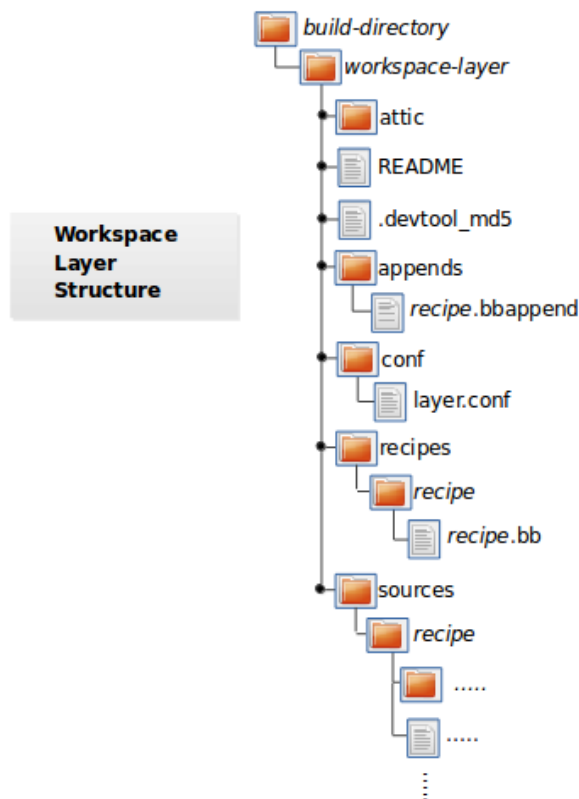 build-directory
workspace-layer
attic
README
.devtool_md5
Workspace
Layer
Structure
appends
recipe.bbappend
conf
layer.conf
recipes
recipe
recipe.bb
sources
recipe
.....
.....